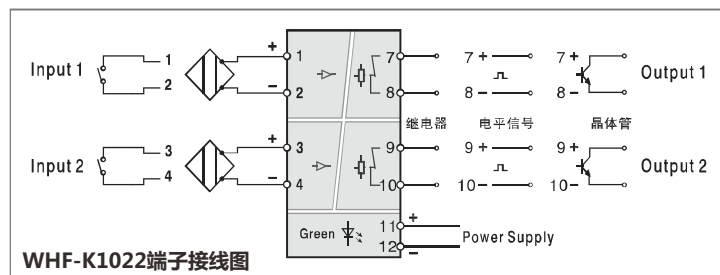 + 1 7 7 + 7 +
Input 1 1 2 Output 1
− 2 8 8 − 8 −
继电器 电平信号 晶体管
+ 3 9 9 + 9 +
Input 2 3 4 Output 2
− 4 10 10 − 10 −
Green 11 +
12 − Power Supply
WHF-K1022端子接线图